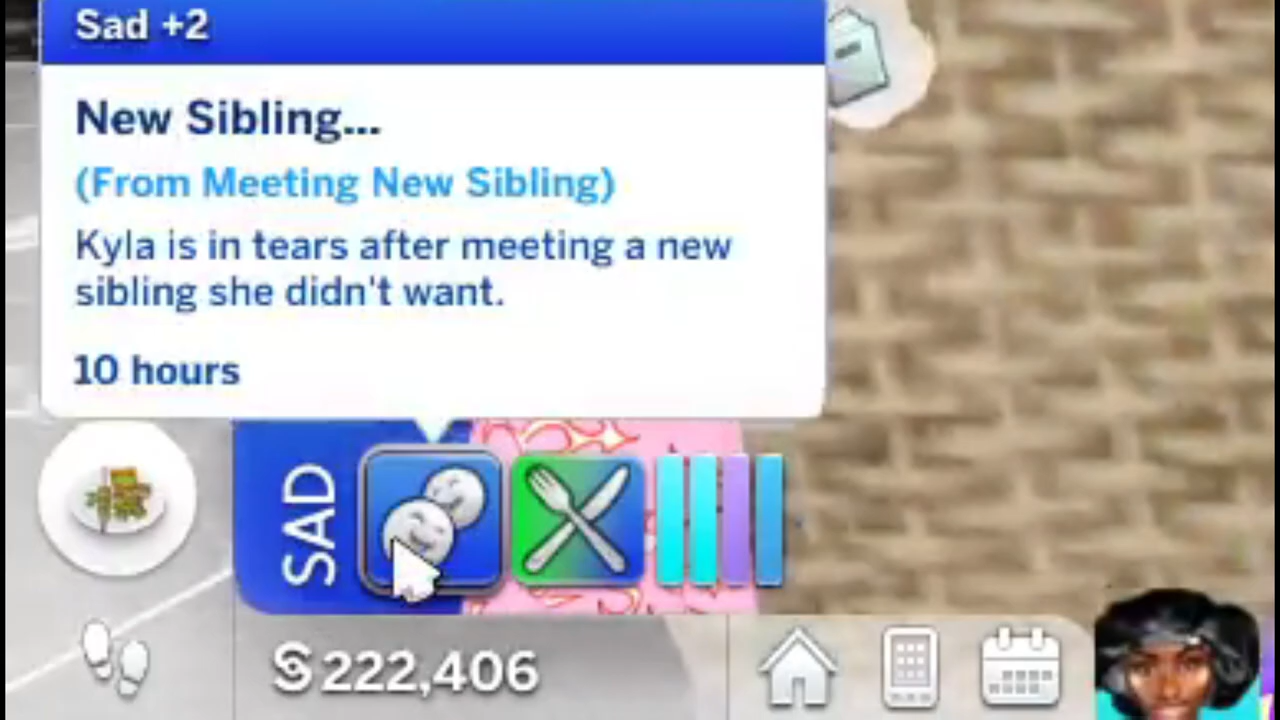 Sad +2
New Sibling...
(From Meeting New Sibling)
Kyla is in tears after meeting a new
sibling she didn't want.
10 hours
SAD
§222,406